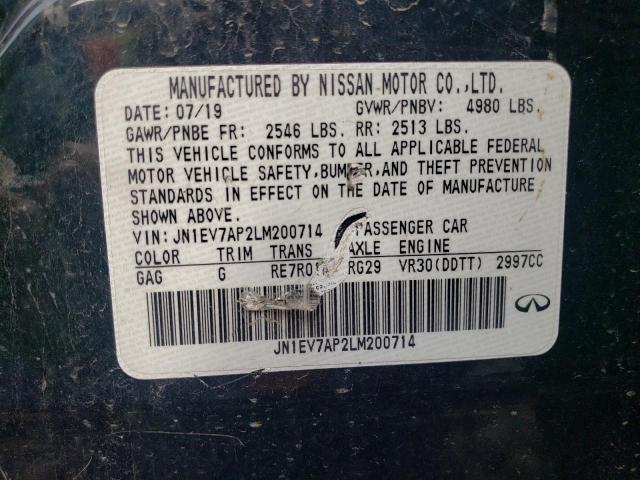 MANUFACTURED BY NISSAN MOTOR CO.,LTD.
DATE: 07/19 GVWR/PNBV: 4980 LBS.
GAWR/PNBE FR: 2546 LBS. RR: 2513 LBS.
THIS VEHICLE CONFORMS TO ALL APPLICABLE FEDERAL
MOTOR VEHICLE SAFETY, BUMPER, AND THEFT PREVENTION
STANDARDS IN EFFECT ON THE DATE OF MANUFACTURE
SHOWN ABOVE.
VIN: JN1EV7AP2LM200714 PASSENGER CAR
COLOR TRIM TRANS AXLE ENGINE
GAG G RG29 VR30(DDTT) 2997CC
JN1EV7AP2LM200714